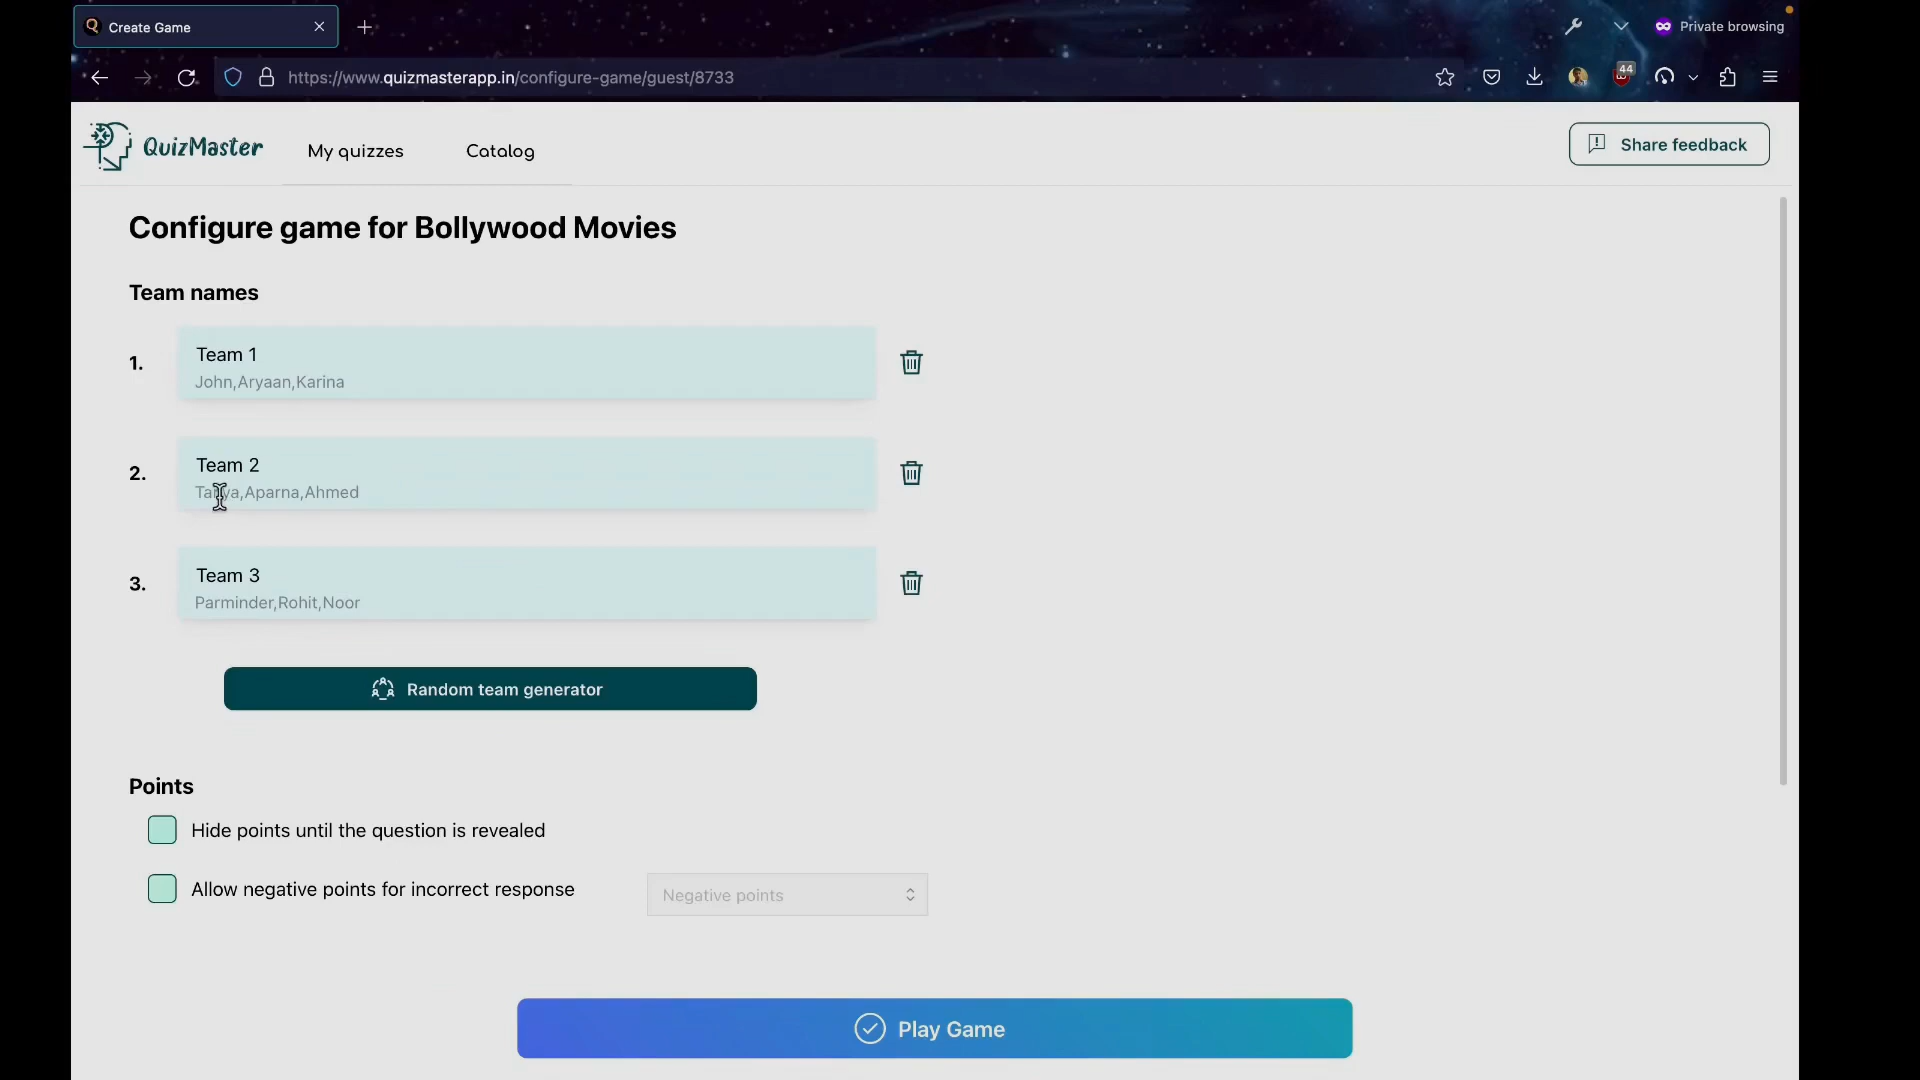 Create Game
Private browsing
https://www.quizmasterapp.in/configure-game/guest/8733
44
QuizMaster
My quizzes
Catalog
Share feedback
Configure game for Bollywood Movies
Team names
1.
Team 1
John,Aryaan,Karina
2.
Team 2
Aparna,Ahmed
3.
Team 3
Parminder,Rohit,Noor
Random team generator
Points
Hide points until the question is revealed
Allow negative points for incorrect response
Negative points
Play Game